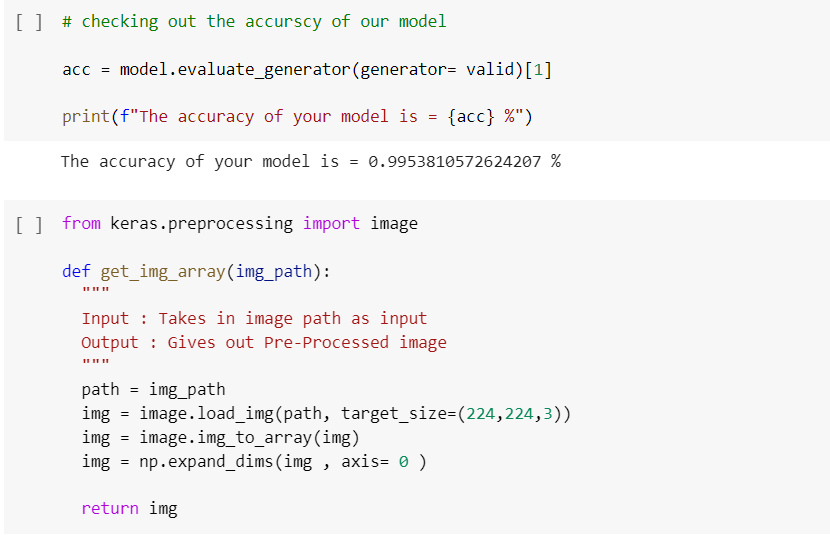 [ ] # checking out the accurscy of our model
acc = model.evaluate_generator(generator= valid)[1]
print(f"The accuracy of your model is = {acc} %")
The accuracy of your model is = 0.9953810572624207 %
[ ] from keras.preprocessing import image
def get_img_array(img_path):
"""
Input : Takes in image path as input
Output : Gives out Pre-Processed image
"""
path = img_path
img = image.load_img(path, target_size=(224,224,3))
img = image.img_to_array(img)
img = np.expand_dims(img , axis= 0 )
return img